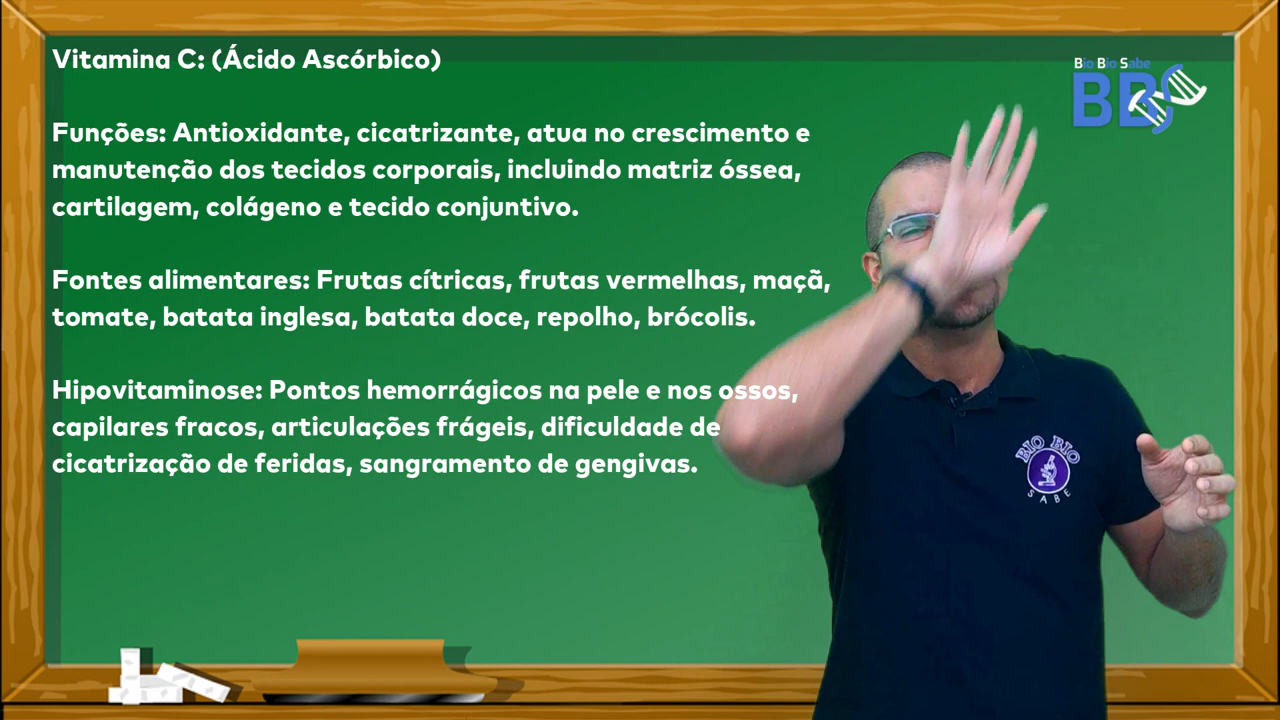 Vitamina C: (Ácido Ascórbico)
Funções: Antioxidante, cicatrizante, atua no crescimento e
manutenção dos tecidos corporais, incluindo matriz óssea,
cartilagem, colágeno e tecido conjuntivo.
Fontes alimentares: Frutas cítricas, frutas vermelhas, maçã,
tomate, batata inglesa, batata doce, repolho, brócolis.
Hipovitaminose: Pontos hemorrágicos na pele e nos ossos,
capilares fracos, articulações frágeis, dificuldade de
cicatrização de feridas, sangramento de gengivas.
Bio Bio Sabe
BBS
BIO BIO
SABE